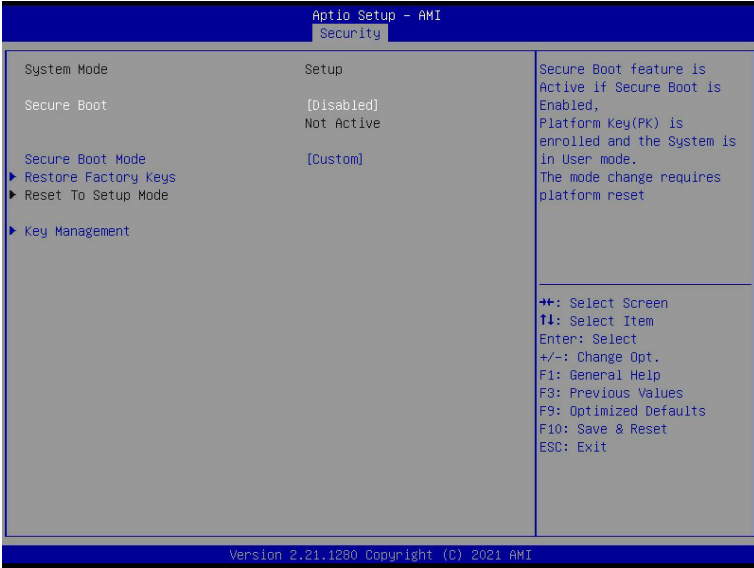 Aptio Setup – AMI
Security
System Mode Setup
Secure Boot [Disabled]
Not Active
Secure Boot Mode [Custom]
▶ Restore Factory Keys
▶ Reset To Setup Mode
▶ Key Management
Secure Boot feature is
Active if Secure Boot is
Enabled,
Platform Key(PK) is
enrolled and the System is
in User mode.
The mode change requires
platform reset
→←: Select Screen
↑↓: Select Item
Enter: Select
+/-: Change Opt.
F1: General Help
F3: Previous Values
F9: Optimized Defaults
F10: Save & Reset
ESC: Exit
Version 2.21.1280 Copyright (C) 2021 AMI